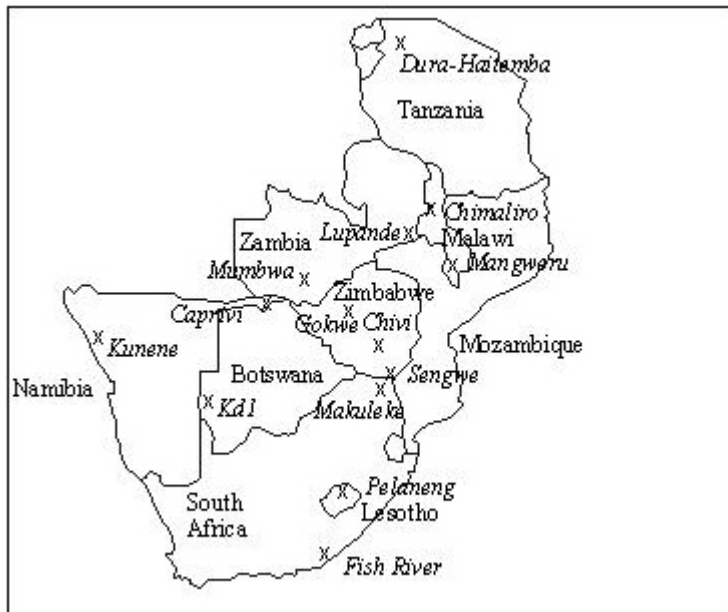 Dura-Haitemba
Tanzania
Chimaliro
Lupande
Malawi
Zambia
Mangweru
Mumbwa
Zimbabwe
Caprivi
Gokwe
Chivi
Kunene
Mozambique
Botswana
Sengwe
Namibia
Makuleke
Kd1
Pelaneng
South
Africa
Lesotho
Fish River